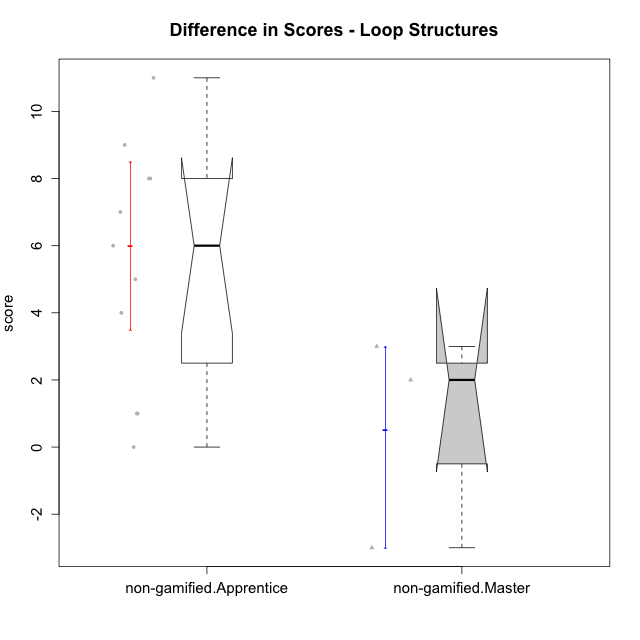 Difference in Scores - Loop Structures
10
8
6
4
2
0
-2
score
non-gamified.Apprentice
non-gamified.Master